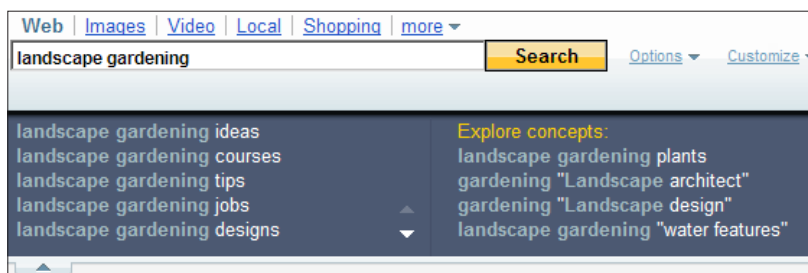 Web | Images | Video | Local | Shopping | more
landscape gardening Search Options Customize
landscape gardening ideas
landscape gardening courses
landscape gardening tips
landscape gardening jobs
landscape gardening designs
Explore concepts:
landscape gardening plants
gardening "Landscape architect"
gardening "Landscape design"
landscape gardening "water features"